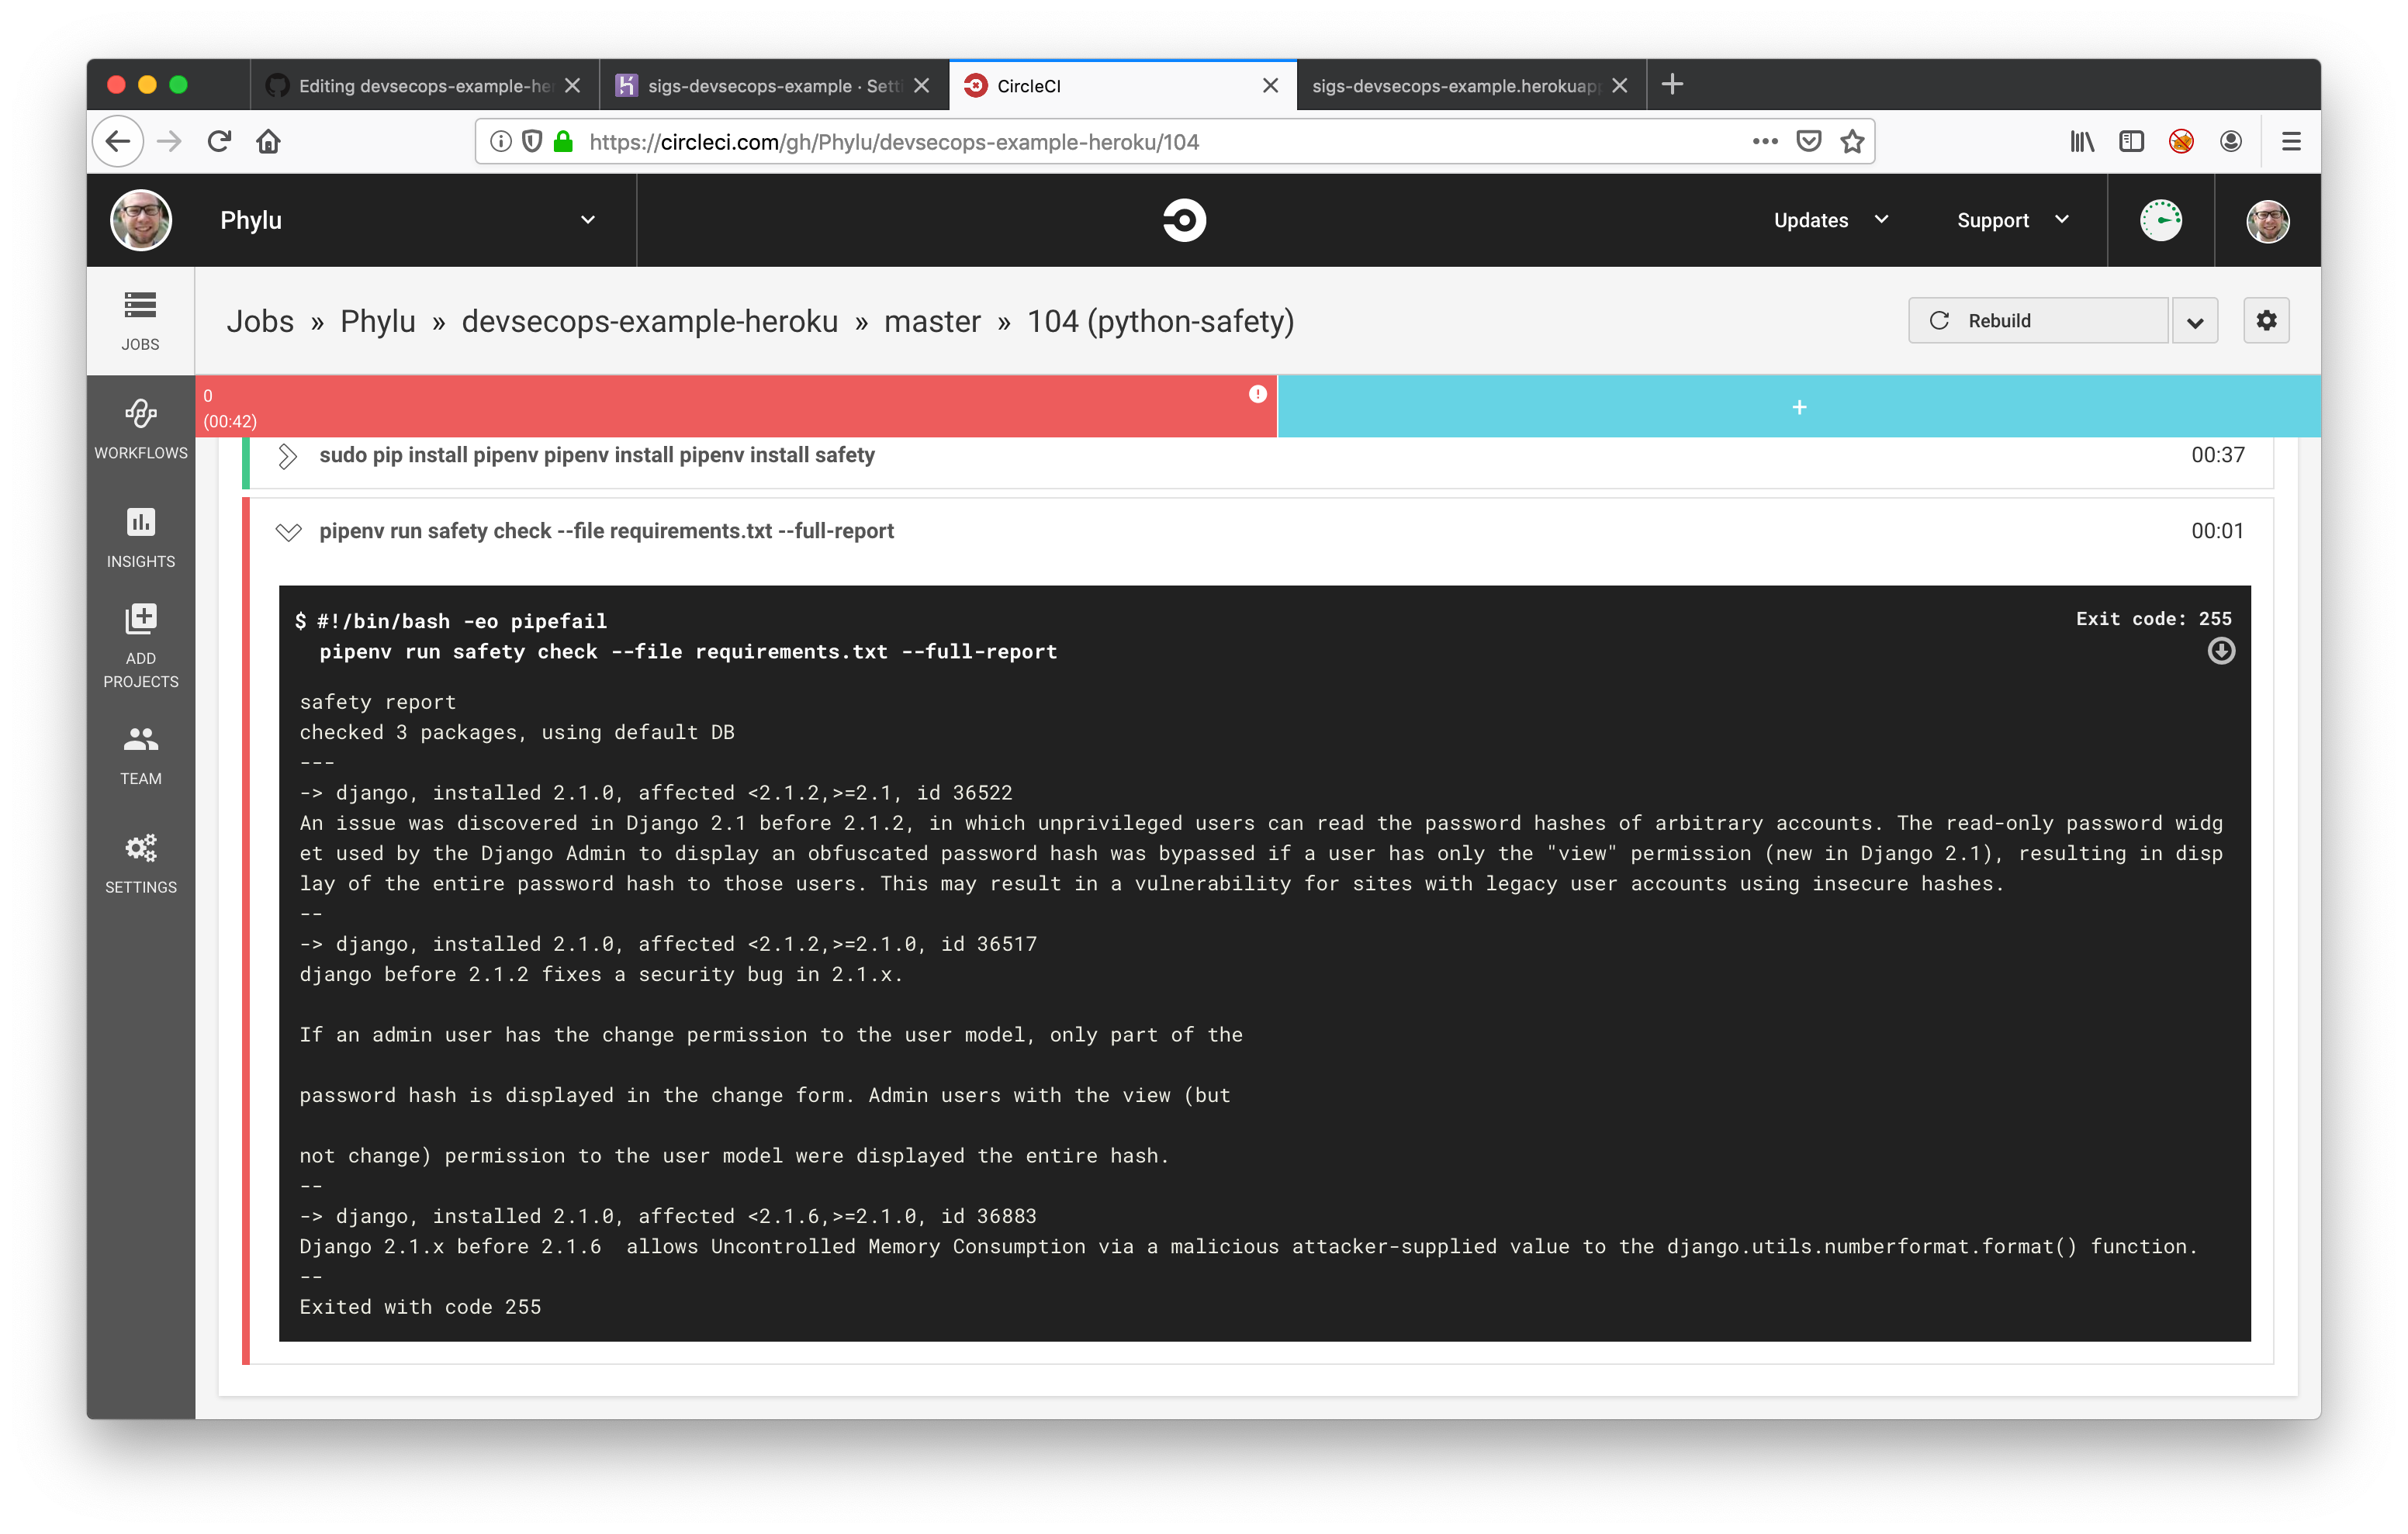 Editing devsecops-example-he
sigs-devsecops-example · Sett
CircleCI
sigs-devsecops-example.herokuap
https://circleci.com/gh/Phylu/devsecops-example-heroku/104
Phylu
Updates
Support
JOBS
Jobs » Phylu » devsecops-example-heroku » master » 104 (python-safety)
Rebuild
0
(00:42)
+
WORKFLOWS
INSIGHTS
ADD
PROJECTS
TEAM
SETTINGS
sudo pip install pipenv pipenv install pipenv install safety
00:37
pipenv run safety check --file requirements.txt --full-report
00:01
$ #!/bin/bash -eo pipefail
Exit code: 255
pipenv run safety check --file requirements.txt --full-report
safety report
checked 3 packages, using default DB
---
-> django, installed 2.1.0, affected <2.1.2,>=2.1, id 36522
An issue was discovered in Django 2.1 before 2.1.2, in which unprivileged users can read the password hashes of arbitrary accounts. The read-only password widg
et used by the Django Admin to display an obfuscated password hash was bypassed if a user has only the "view" permission (new in Django 2.1), resulting in disp
lay of the entire password hash to those users. This may result in a vulnerability for sites with legacy user accounts using insecure hashes.
--
-> django, installed 2.1.0, affected <2.1.2,>=2.1.0, id 36517
django before 2.1.2 fixes a security bug in 2.1.x.
If an admin user has the change permission to the user model, only part of the
password hash is displayed in the change form. Admin users with the view (but
not change) permission to the user model were displayed the entire hash.
--
-> django, installed 2.1.0, affected <2.1.6,>=2.1.0, id 36883
Django 2.1.x before 2.1.6  allows Uncontrolled Memory Consumption via a malicious attacker-supplied value to the django.utils.numberformat.format() function.
--
Exited with code 255